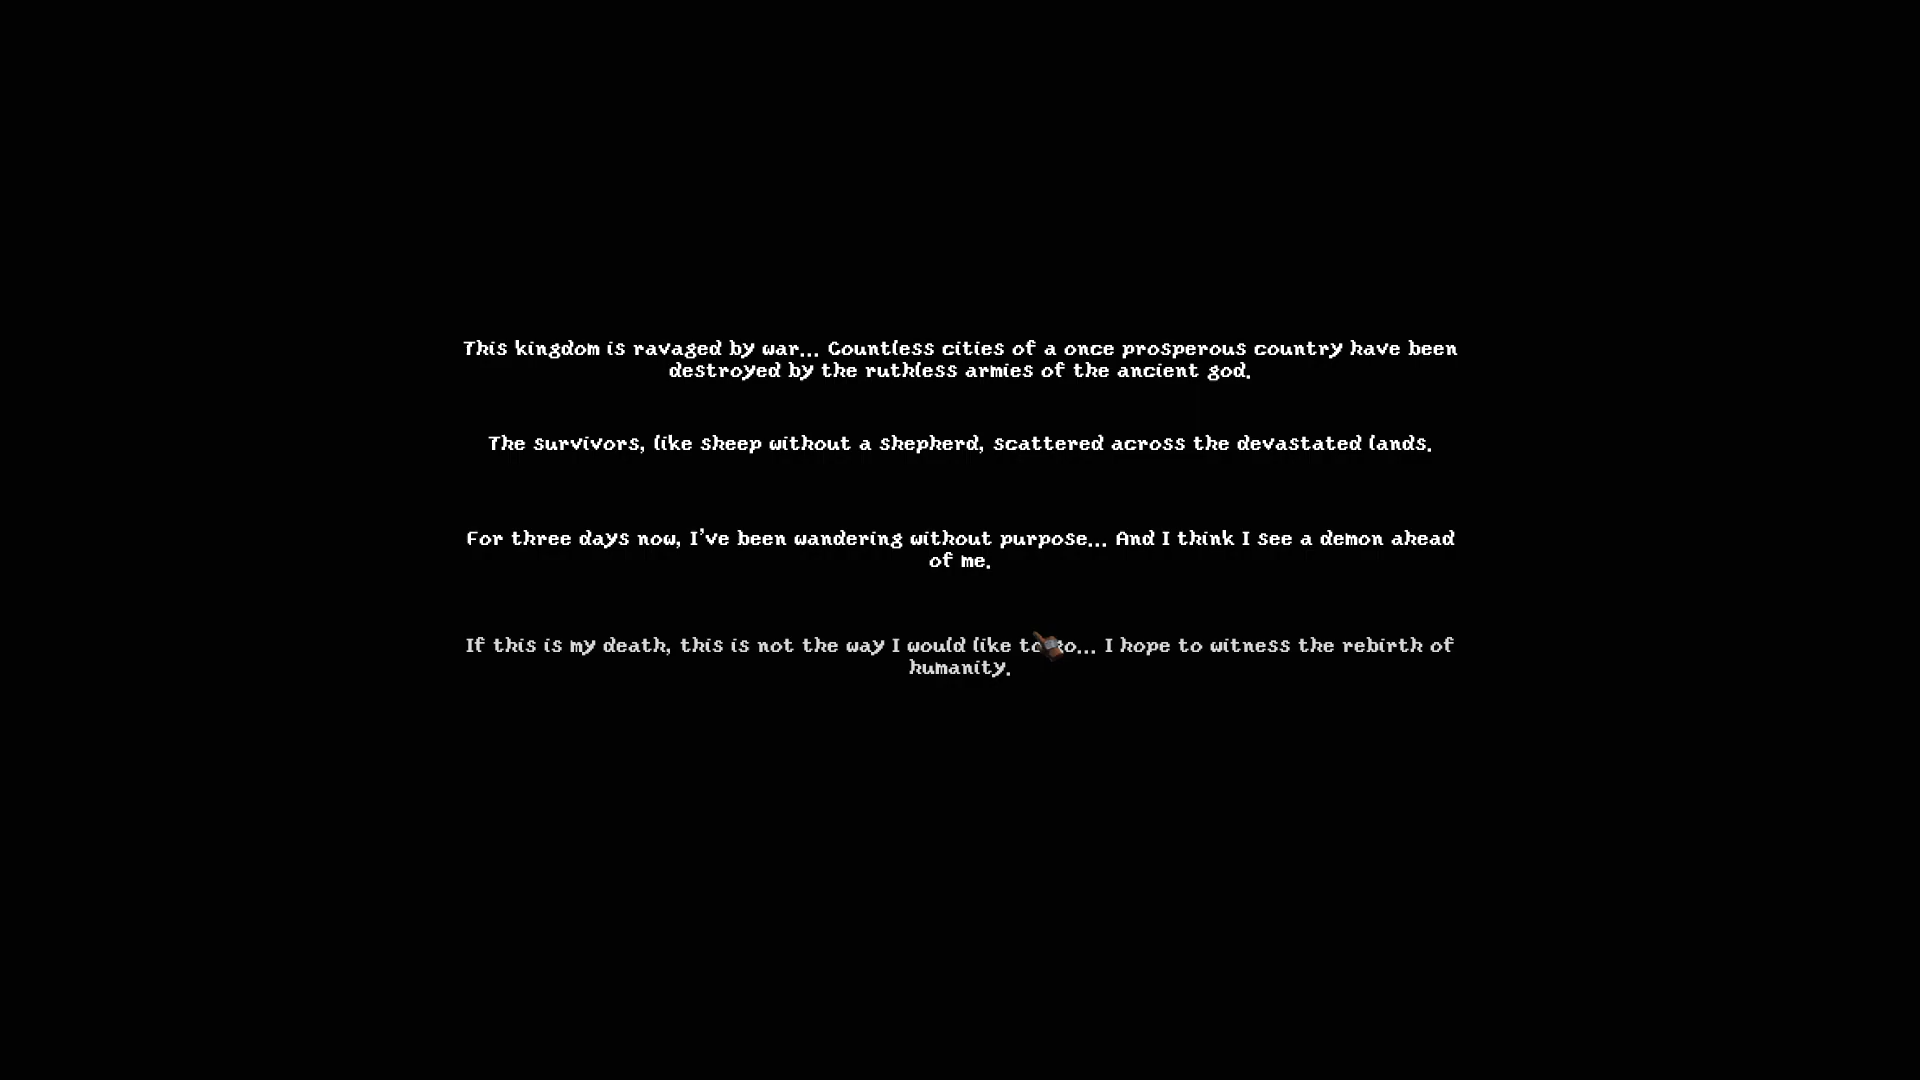 This kingdom is ravaged by war... Countless cities of a once prosperous country have been
destroyed by the ruthless armies of the ancient god.
The survivors, like sheep without a shepherd, scattered across the devastated lands.
For three days now, I've been wandering without purpose... And I think I see a demon ahead
of me.
If this is my death, this is not the way I would like to go... I hope to witness the rebirth of
humanity.